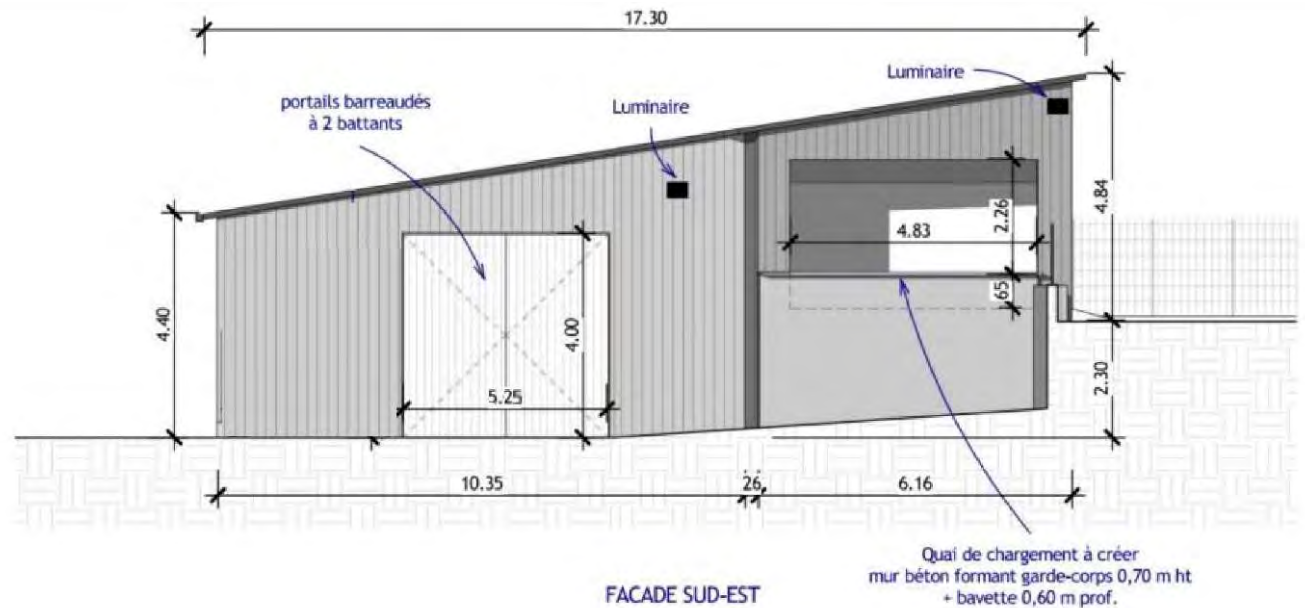 17.30
Luminaire
portails barreaudés
à 2 battants
Luminaire
4.84
2.26
4.83
4.40
4.00
.65
2.30
5.25
10.35
26
6.16
Quai de chargement à créer
mur béton formant garde-corps 0,70 m ht
+ bavette 0,60 m prof.
FACADE SUD-EST